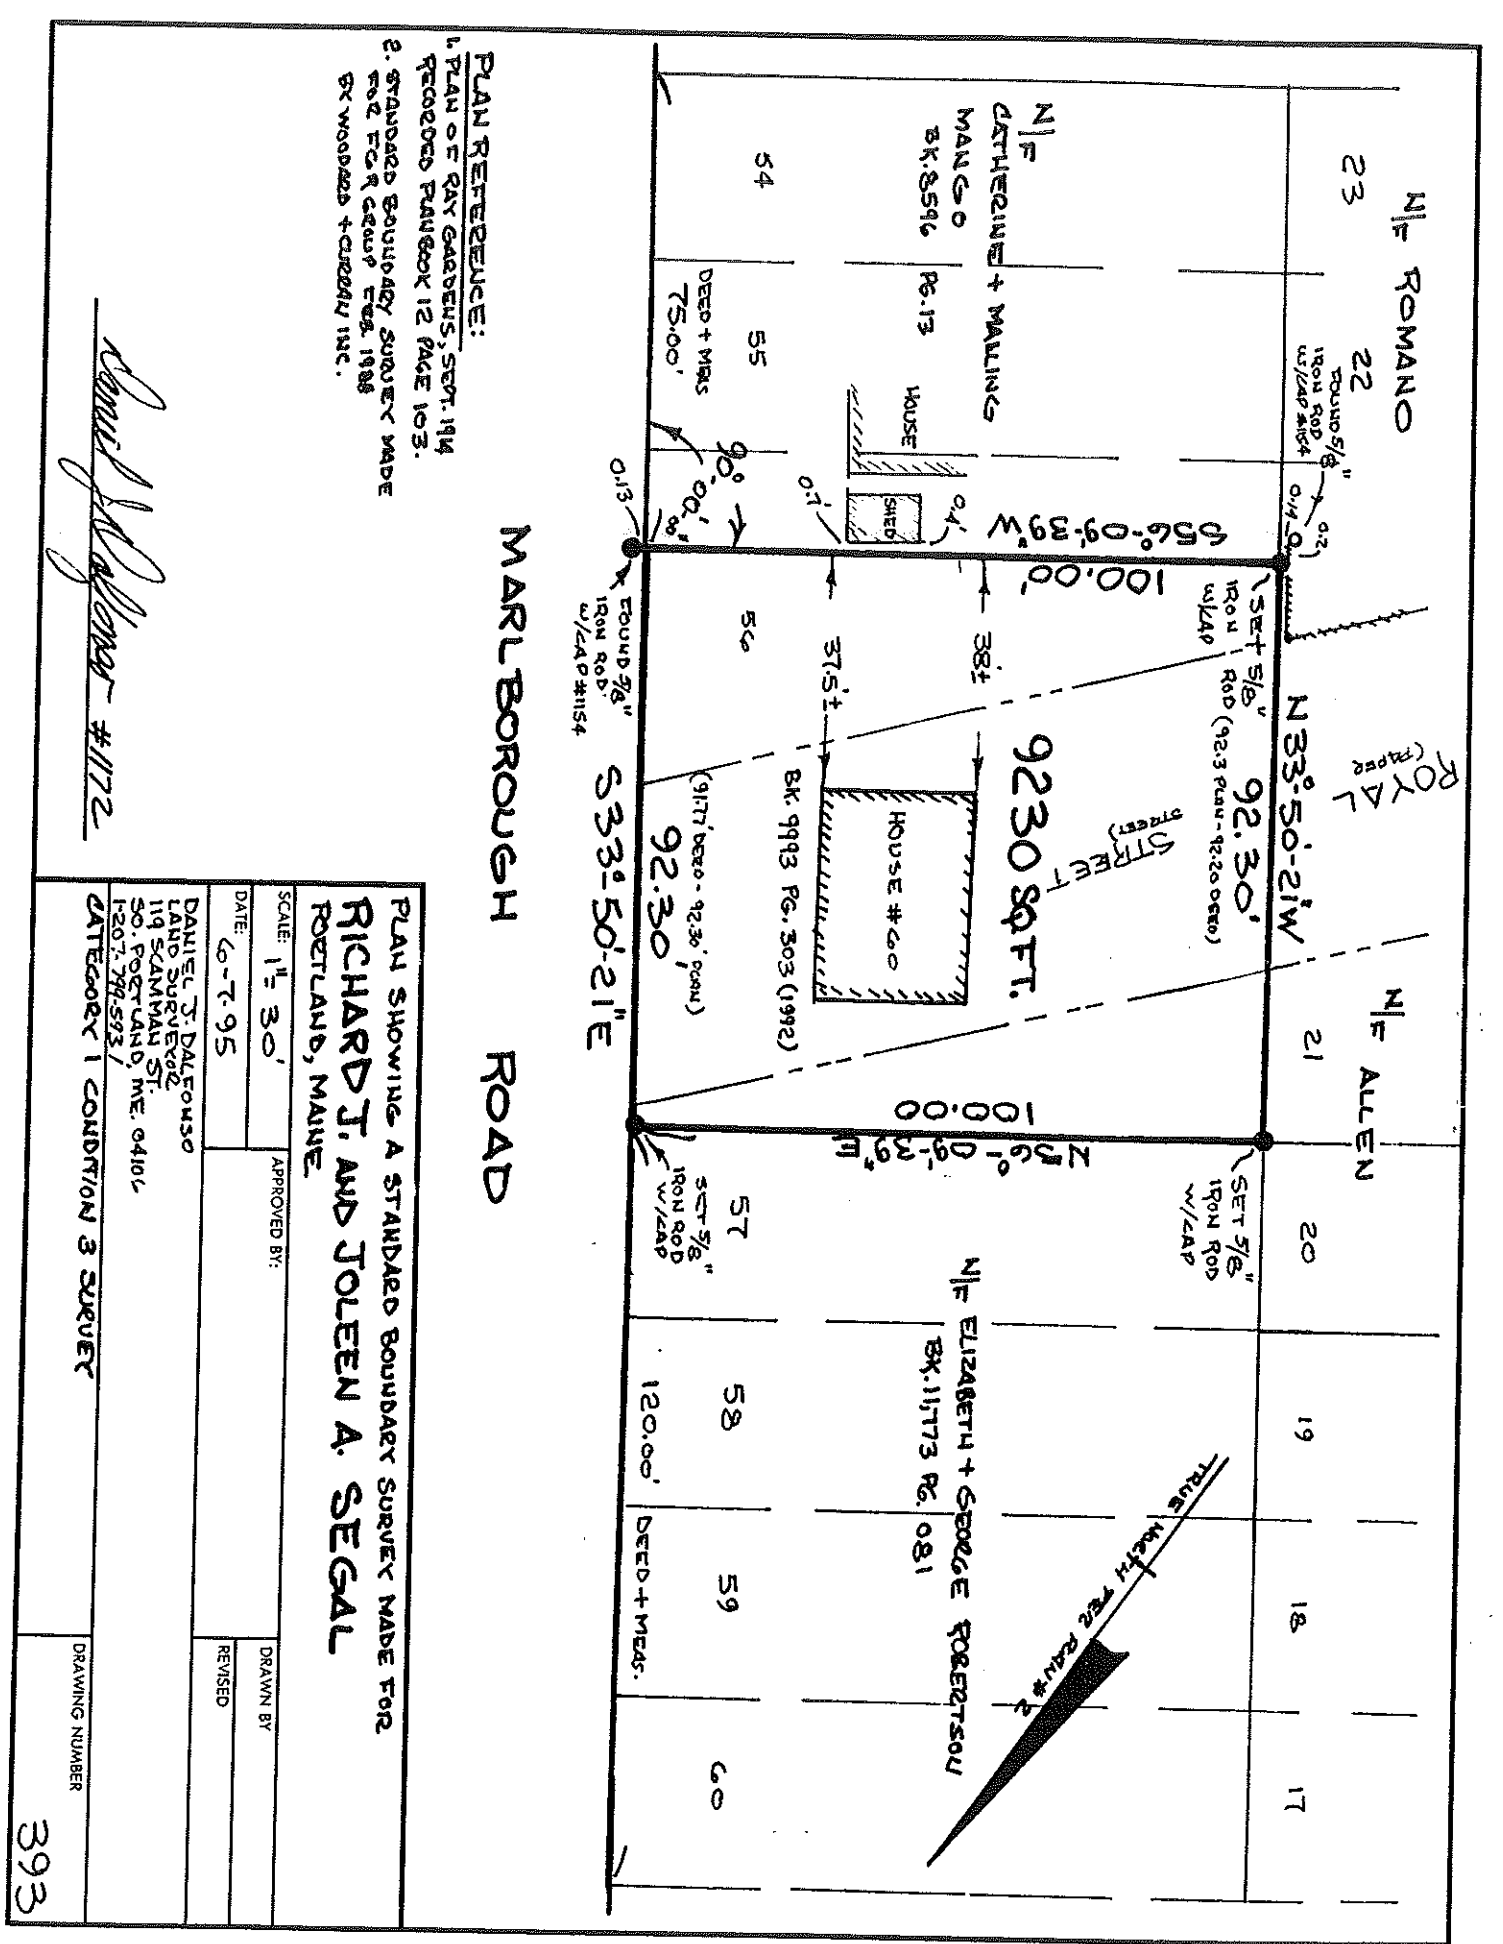 N/F ROMANO
23
22
FOUND 5/8"
IRON ROD
W/CAP #1154
0.14
0.2
ROYAL
(PAPER
STREET
STREET)
N/F ALLEN
21
20
19
18
17
N/F
CATHERINE + MALLING
MANGO
BK.8596 PG.13
54
55
DEED + MEAS
75.00'
HOUSE
SHED
0.4'
0.7'
S56°-09'-39"W
100.00'
90°-00'-00"
0.13'
SET 5/8"
IRON ROD
W/CAP
N33°-50'-21"W
92.30'
(92.3 PLAN - 92.20 DEED)
38'±
37.5'±
9230 SQ FT.
HOUSE #60
BK. 9993 PG. 303 (1992)
56
(91.77' DEED - 92.30' PLAN)
92.30'
S33°-50'-21"E
FOUND 5/8"
IRON ROD
W/CAP #1154
100.00
N56°-09'-39"E
SET 5/8"
IRON ROD
W/CAP
SET 5/8"
IRON ROD
W/CAP
N/F ELIZABETH + GEORGE ROBERTSON
BK.11,773 PG. 081
57
58
59
60
120.00'
DEED + MEAS.
TRUE NORTH PER PLAN # 2
MARLBOROUGH ROAD
PLAN REFERENCE:
1. PLAN OF RAY GARDENS, SEPT. 1914
RECORDED PLAN BOOK 12 PAGE 103.
2. STANDARD BOUNDARY SURVEY MADE
FOR FGR GROUP FEB. 1988
BY WOODARD + CURRAN INC.
#1172
PLAN SHOWING A STANDARD BOUNDARY SURVEY MADE FOR
RICHARD J. AND JOLEEN A. SEGAL
PORTLAND, MAINE
SCALE: 1"= 30'
APPROVED BY:
DRAWN BY
DATE: 6-7-95
REVISED
DANIEL J. DALFONSO
LAND SURVEYOR
119 SCAMMAN ST.
SO. PORTLAND, ME. 04106
1-207-799-5931
CATEGORY 1 CONDITION 3 SURVEY
DRAWING NUMBER
393